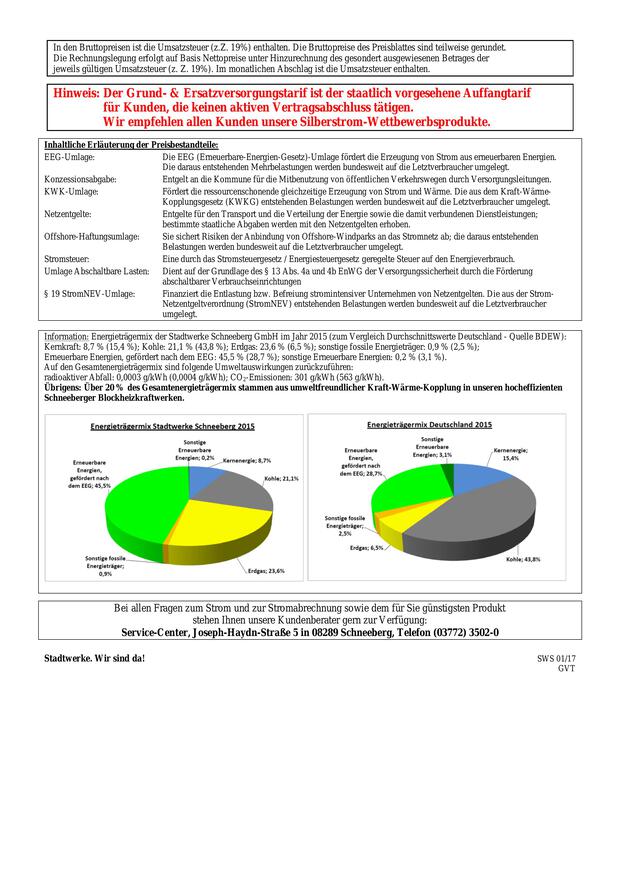 In den Bruttopreisen ist die Umsatzsteuer (z.Z. 19%) enthalten. Die Bruttopreise des Preisblattes sind teilweise gerundet.
Die Rechnungslegung erfolgt auf Basis Nettopreise unter Hinzurechnung des gesondert ausgewiesenen Betrages der
jeweils gültigen Umsatzsteuer (z. Z. 19%). Im monatlichen Abschlag ist die Umsatzsteuer enthalten.
Hinweis: Der Grund- & Ersatzversorgungstarif ist der staatlich vorgesehene Auffangtarif
für Kunden, die keinen aktiven Vertragsabschluss tätigen.
Wir empfehlen allen Kunden unsere Silberstrom-Wettbewerbsprodukte.
Inhaltliche Erläuterung der Preisbestandteile:
EEG-Umlage: Die EEG (Erneuerbare-Energien-Gesetz)-Umlage fördert die Erzeugung von Strom aus erneuerbaren Energien.
Die daraus entstehenden Mehrbelastungen werden bundesweit auf die Letztverbraucher umgelegt.
Konzessionsabgabe: Entgelt an die Kommune für die Mitbenutzung von öffentlichen Verkehrswegen durch Versorgungsleitungen.
KWK-Umlage: Fördert die ressourcenschonende gleichzeitige Erzeugung von Strom und Wärme. Die aus dem Kraft-Wärme-
Kopplungsgesetz (KWKG) entstehenden Belastungen werden bundesweit auf die Letztverbraucher umgelegt.
Netzentgelte: Entgelte für den Transport und die Verteilung der Energie sowie die damit verbundenen Dienstleistungen;
bestimmte staatliche Abgaben werden mit den Netzentgelten erhoben.
Offshore-Haftungsumlage: Sie sichert Risiken der Anbindung von Offshore-Windparks an das Stromnetz ab; die daraus entstehenden
Belastungen werden bundesweit auf die Letztverbraucher umgelegt.
Stromsteuer: Eine durch das Stromsteuergesetz / Energiesteuergesetz geregelte Steuer auf den Energieverbrauch.
Umlage Abschaltbare Lasten: Dient auf der Grundlage des § 13 Abs. 4a und 4b EnWG der Versorgungssicherheit durch die Förderung
abschaltbarer Verbrauchseinrichtungen
§ 19 StromNEV-Umlage: Finanziert die Entlastung bzw. Befreiung stromintensiver Unternehmen von Netzentgelten. Die aus der Strom-
Netzentgeltverordnung (StromNEV) entstehenden Belastungen werden bundesweit auf die Letztverbraucher
umgelegt.
Information: Energieträgermix der Stadtwerke Schneeberg GmbH im Jahr 2015 (zum Vergleich Durchschnittswerte Deutschland - Quelle BDEW):
Kernkraft: 8,7 % (15,4 %); Kohle: 21,1 % (43,8 %); Erdgas: 23,6 % (6,5 %); sonstige fossile Energieträger: 0,9 % (2,5 %);
Erneuerbare Energien, gefördert nach dem EEG: 45,5 % (28,7 %); sonstige Erneuerbare Energien: 0,2 % (3,1 %).
Auf den Gesamtenergieträgermix sind folgende Umweltauswirkungen zurückzuführen:
radioaktiver Abfall: 0,0003 g/kWh (0,0004 g/kWh); CO2-Emissionen: 301 g/kWh (563 g/kWh).
Übrigens: Über 20 % des Gesamtenergieträgermix stammen aus umweltfreundlicher Kraft-Wärme-Kopplung in unseren hocheffizienten
Schneeberger Blockheizkraftwerken.
Energieträgermix Stadtwerke Schneeberg 2015
Sonstige
Erneuerbare
Energien; 0,2%
Kernenergie; 8,7%
Kohle; 21,1%
Erneuerbare
Energien,
gefördert nach
dem EEG; 45,5%
Sonstige fossile
Energieträger;
0,9%
Erdgas; 23,6%
Energieträgermix Deutschland 2015
Sonstige
Erneuerbare
Energien; 3,1%
Kernenergie;
15,4%
Erneuerbare
Energien,
gefördert nach
dem EEG; 28,7%
Sonstige fossile
Energieträger;
2,5%
Erdgas; 6,5%
Kohle; 43,8%
Bei allen Fragen zum Strom und zur Stromabrechnung sowie dem für Sie günstigsten Produkt
stehen Ihnen unsere Kundenberater gern zur Verfügung:
Service-Center, Joseph-Haydn-Straße 5 in 08289 Schneeberg, Telefon (03772) 3502-0
Stadtwerke. Wir sind da!
SWS 01/17
GVT